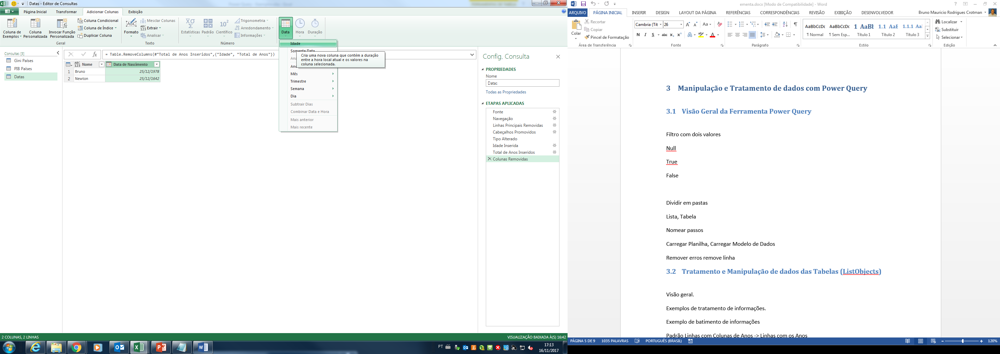 Datas - Editor de Consultas
Página Inicial
Transformar
Adicionar Colunas
Exibição
Coluna de Exemplos
Coluna Personalizada
Invocar Função Personalizada
Coluna Condicional
Coluna de Índice
Duplicar Coluna
Geral
Formato
Mesclar Colunas
Extrair
Analisar
Texto
Estatísticas
Padrão
Científico
Trigonometria
Arredondamento
Informações
Número
Data
Hora
Duração
Idade
Somente Data
Cria uma nova coluna que contém a duração
entre a hora local atual e os valores na
coluna selecionada.
Mês
Trimestre
Semana
Dia
Subtrair Dias
Combinar Data e Hora
Mais anterior
Mais recente
Consultas [3]
Gini Países
PIB Países
Datas
= Table.RemoveColumns(#"Total de Anos Inseridos",{"Idade", "Total de Anos"})
Nome Data de Nascimento
1 Bruno 25/12/1978
2 Newton 25/12/1642
Config. Consulta
PROPRIEDADES
Nome
Datas
Todas as Propriedades
ETAPAS APLICADAS
Fonte
Navegação
Linhas Principais Removidas
Cabeçalhos Promovidos
Tipo Alterado
Idade Inserida
Total de Anos Inseridos
Colunas Removidas
2 COLUNAS, 2 LINHAS
VISUALIZAÇÃO BAIXADA À(S) 16:42
PT
17:13
16/11/2017
ementa.docx [Modo de Compatibilidade] - Word
ARQUIVO
PÁGINA INICIAL
INSERIR
DESIGN
LAYOUT DA PÁGINA
REFERÊNCIAS
CORRESPONDÊNCIAS
REVISÃO
EXIBIÇÃO
DESENVOLVEDOR
Bruno Mauricio Rodrigues Crotman
Colar
Recortar
Copiar
Pincel de Formatação
Área de Transferência
Cambria (Tít
26
Fonte
Parágrafo
AaBbCcDc
¶ Normal
AaBbCcDc
¶ Sem Esp...
1 AaBb
Título 1
1.1 AaB
Título 2
1.1.1 Aa
Título 3
Estilo
Localizar
Substituir
Selecionar
Edição
3 Manipulação e Tratamento de dados com Power Query
3.1 Visão Geral da Ferramenta Power Query
Filtro com dois valores
Null
True
False
Dividir em pastas
Lista, Tabela
Nomear passos
Carregar Planilha, Carregar Modelo de Dados
Remover erros remove linha
3.2 Tratamento e Manipulação de dados das Tabelas (ListObjects)
Visão geral.
Exemplos de tratamento de informações.
Exemplo de batimento de informações
Padrão Linhas com Colunas de Anos -> Linhas com os Anos
PÁGINA 5 DE 9
1035 PALAVRAS
PORTUGUÊS (BRASIL)
120%